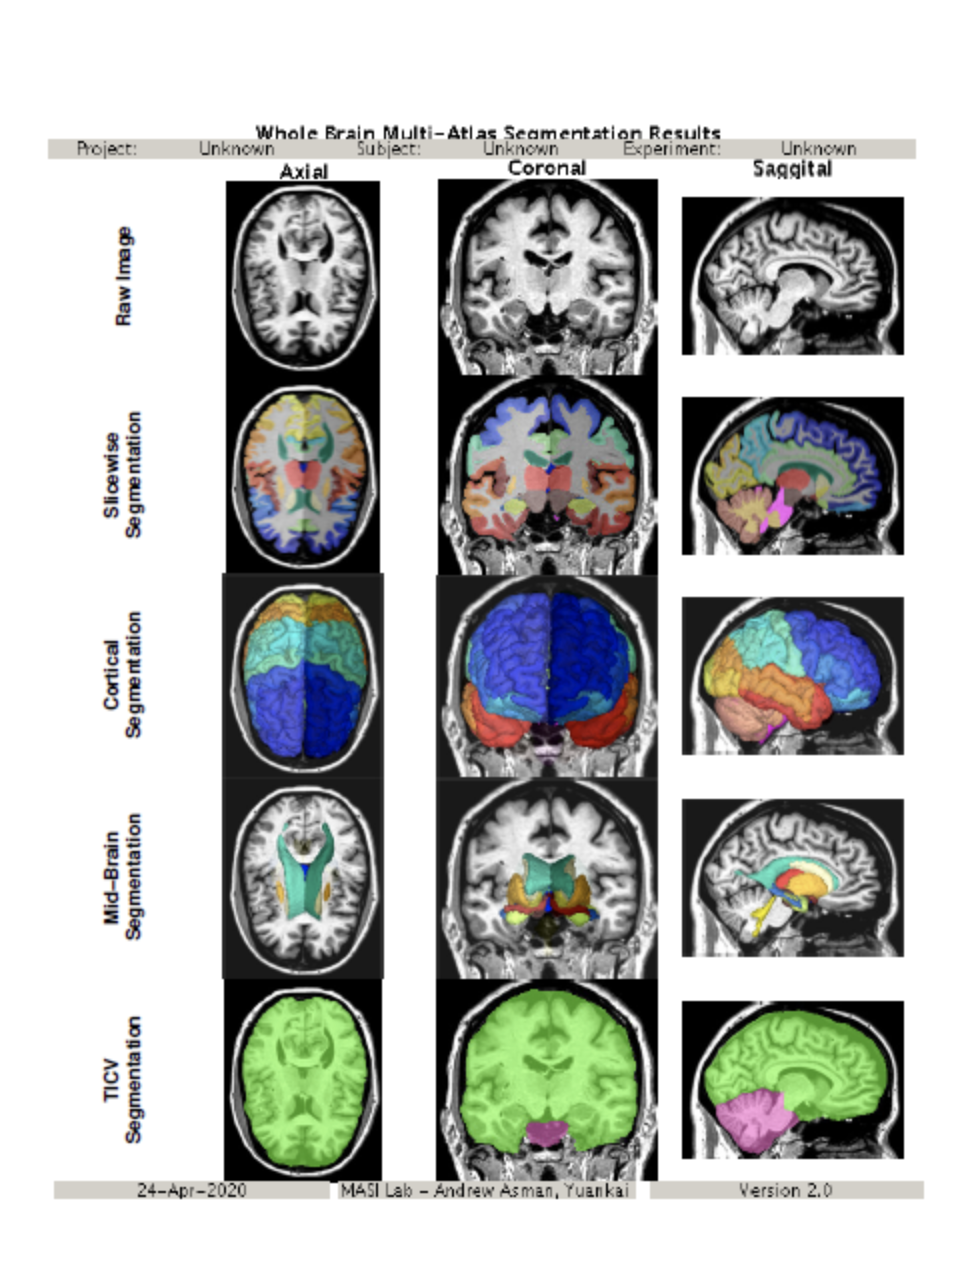 Whole Brain Multi-Atlas Segmentation Results
Project: Unknown Subject: Unknown Experiment: Unknown
Axial Coronal Saggital
Raw Image
Slicewise
Segmentation
Cortical
Segmentation
Mid-Brain
Segmentation
TICV
Segmentation
24-Apr-2020 MASI Lab - Andrew Asman, Yuankai Version 2.0